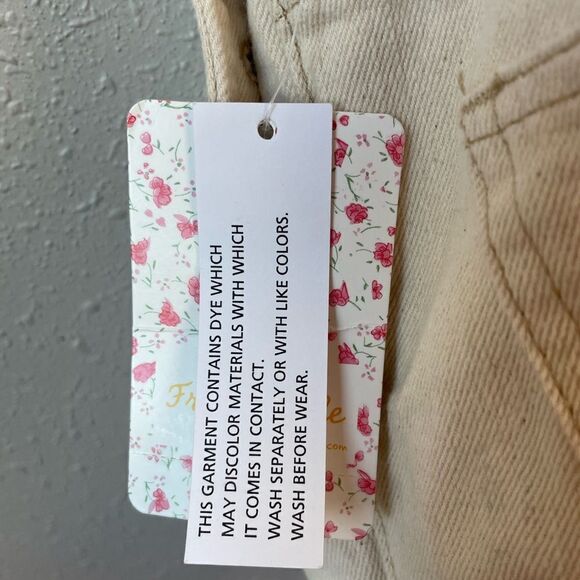 THIS GARMENT CONTAINS DYE WHICH
MAY DISCOLOR MATERIALS WITH WHICH
IT COMES IN CONTACT.
WASH SEPARATELY OR WITH LIKE COLORS.
WASH BEFORE WEAR.